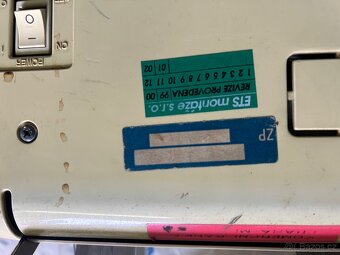 ETS montáže s.r.o.
REVIZE PROVEDENA 99 00
1 2 3 4 5 6 7 8 9 10 11 12
01 02
ZP
POWER
ON